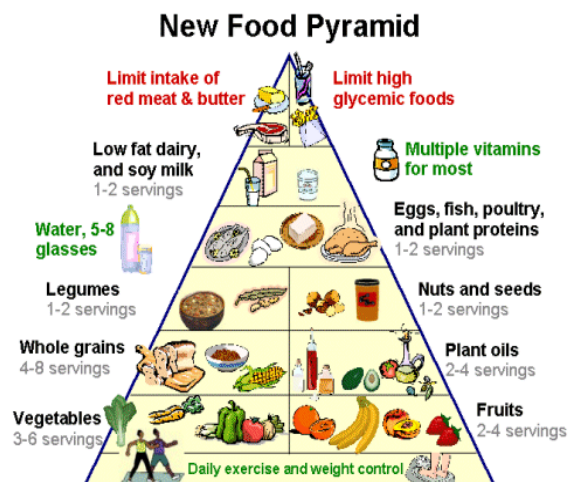 New Food Pyramid
Limit intake of
red meat & butter
Limit high
glycemic foods
Low fat dairy,
and soy milk
1-2 servings
Multiple vitamins
for most
Water, 5-8
glasses
Eggs, fish, poultry,
and plant proteins
1-2 servings
Legumes
1-2 servings
Nuts and seeds
1-2 servings
Whole grains
4-8 servings
Plant oils
2-4 servings
Vegetables
3-6 servings
Fruits
2-4 servings
Daily exercise and weight control